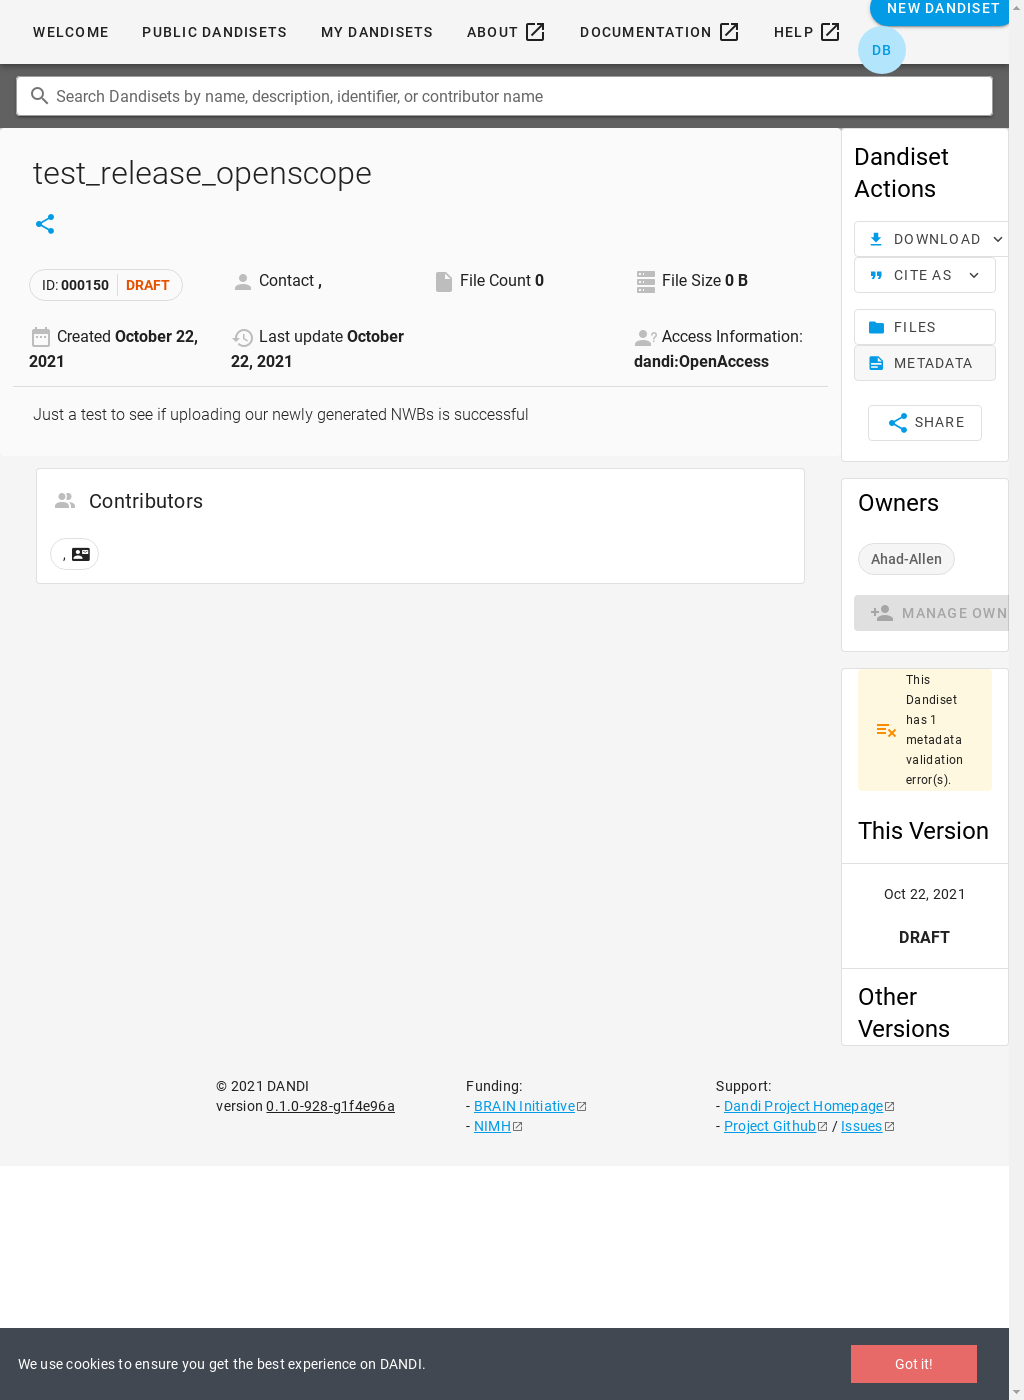 WELCOME PUBLIC DANDISETS MY DANDISETS ABOUT DOCUMENTATION HELP NEW DANDISET
DB
Search Dandisets by name, description, identifier, or contributor name
test_release_openscope
ID: 000150 DRAFT
Contact ,
File Count 0
File Size 0 B
Created October 22,
2021
Last update October
22, 2021
Access Information:
dandi:OpenAccess
Just a test to see if uploading our newly generated NWBs is successful
Contributors
,
Dandiset
Actions
DOWNLOAD
CITE AS
FILES
METADATA
SHARE
Owners
Ahad-Allen
MANAGE OWN
This
Dandiset
has 1
metadata
validation
error(s).
This Version
Oct 22, 2021
DRAFT
Other
Versions
© 2021 DANDI
version 0.1.0-928-g1f4e96a
Funding:
- BRAIN Initiative
- NIMH
Support:
- Dandi Project Homepage
- Project Github / Issues
We use cookies to ensure you get the best experience on DANDI.
Got it!